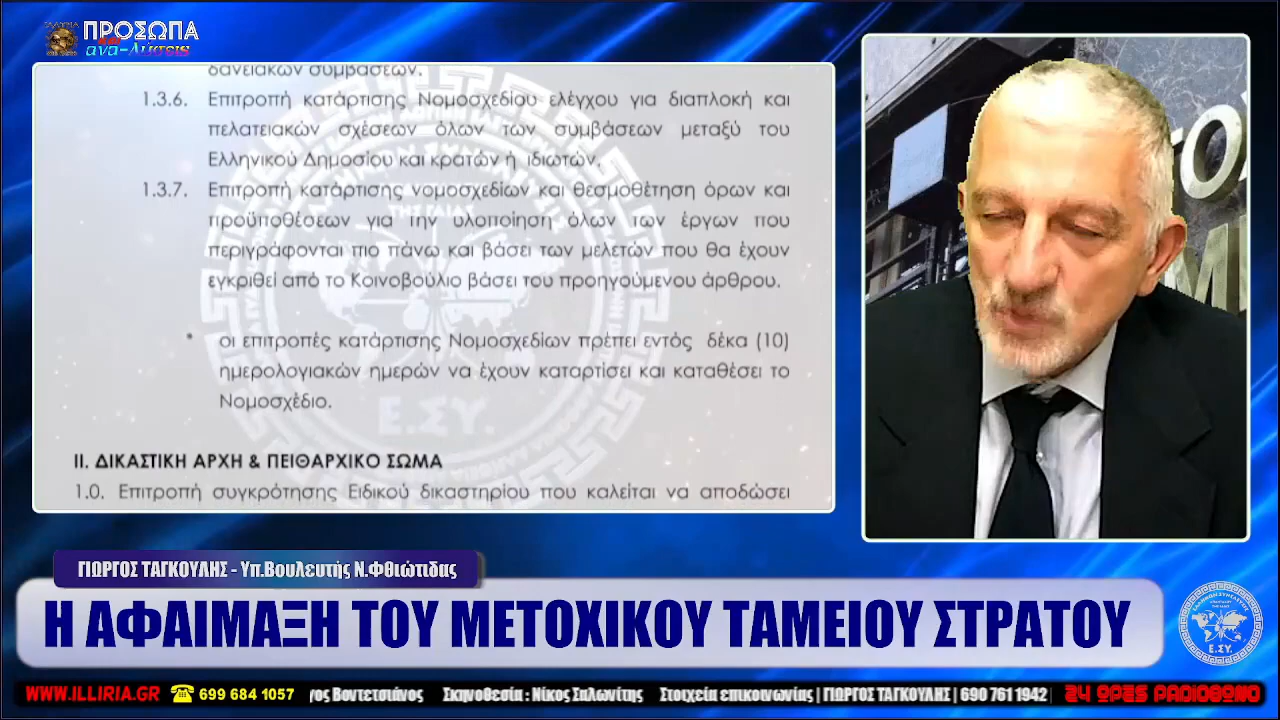 ΠΡΟΣΩΠΑ
και
ανα-λύσεις
δανειακών συμβάσεων.
1.3.6. Επιτροπή κατάρτισης Νομοσχεδίου ελέγχου για διαπλοκή και
πελατειακών σχέσεων όλων των συμβάσεων μεταξύ του
Ελληνικού Δημοσίου και κρατών ή ιδιωτών.
1.3.7. Επιτροπή κατάρτισης νομοσχεδίων και θεσμοθέτηση όρων και
προϋποθέσεων για την υλοποίηση όλων των έργων που
περιγράφονται πιο πάνω και βάσει των μελετών που θα έχουν
εγκριθεί από το Κοινοβούλιο βάσει του προηγούμενου άρθρου.
* οι επιτροπές κατάρτισης Νομοσχεδίων πρέπει εντός δέκα (10)
ημερολογιακών ημερών να έχουν καταρτίσει και καταθέσει το
Νομοσχέδιο.
Ε.ΣΥ.
ΙΙ. ΔΙΚΑΣΤΙΚΗ ΑΡΧΗ & ΠΕΙΘΑΡΧΙΚΟ ΣΩΜΑ
1.0. Επιτροπή συγκρότησης Ειδικού δικαστηρίου που καλείται να αποδώσει
ΓΙΩΡΓΟΣ ΤΑΓΚΟΥΛΗΣ - Υπ.Βουλευτής Ν.Φθιώτιδας
Η ΑΦΑΙΜΑΞΗ ΤΟΥ ΜΕΤΟΧΙΚΟΥ ΤΑΜΕΙΟΥ ΣΤΡΑΤΟΥ
Ε.ΣΥ.
WWW.ILLIRIA.GR ☎ 699 684 1057 γος Βοντετσιάνος Σκηνοθεσία : Νίκος Σαλωνίτης Στοιχεία επικοινωνίας | ΓΙΩΡΓΟΣ ΤΑΓΚΟΥΛΗΣ | 690 761 1942 | 24 ΩΡΕΣ ΡΑΔΙΟΦΩΝΟ